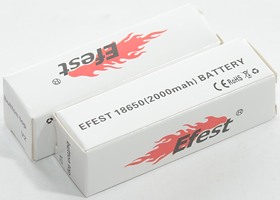 Efest
®
EFEST 18650(2000mah) BATTERY
CE RoHS
Efest
®